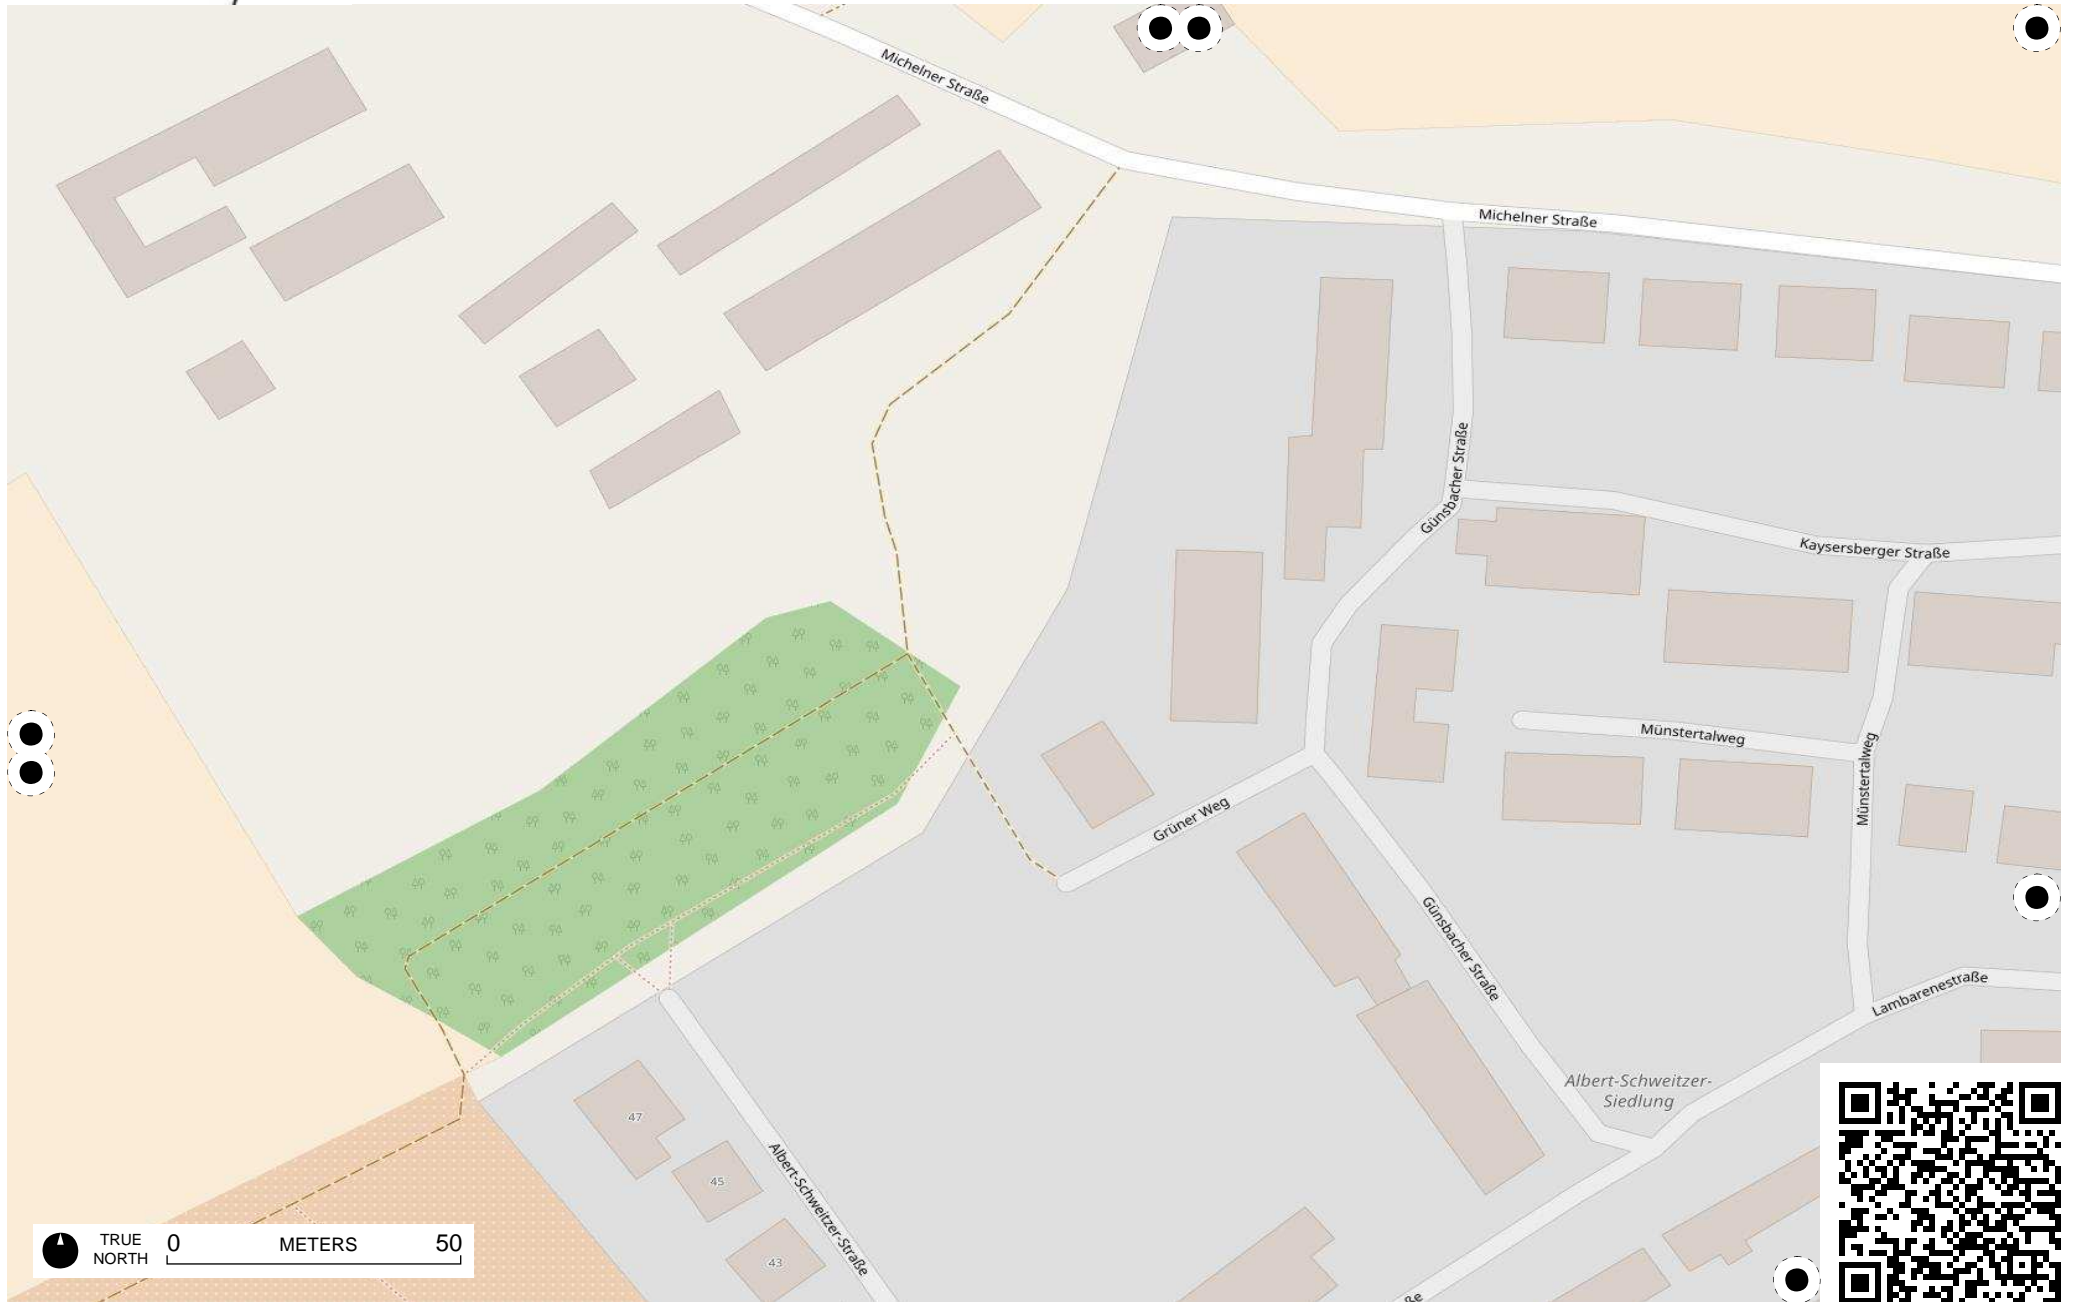 Michelner Straße
Michelner Straße
Günsbacher Straße
Kaysersberger Straße
Münstertalweg
Münstertalweg
Grüner Weg
Günsbacher Straße
Lambarenestraße
Albert-Schweitzer-
Siedlung
47
45
43
Albert-Schweitzer-Straße
TRUE
NORTH
0 METERS 50
ße